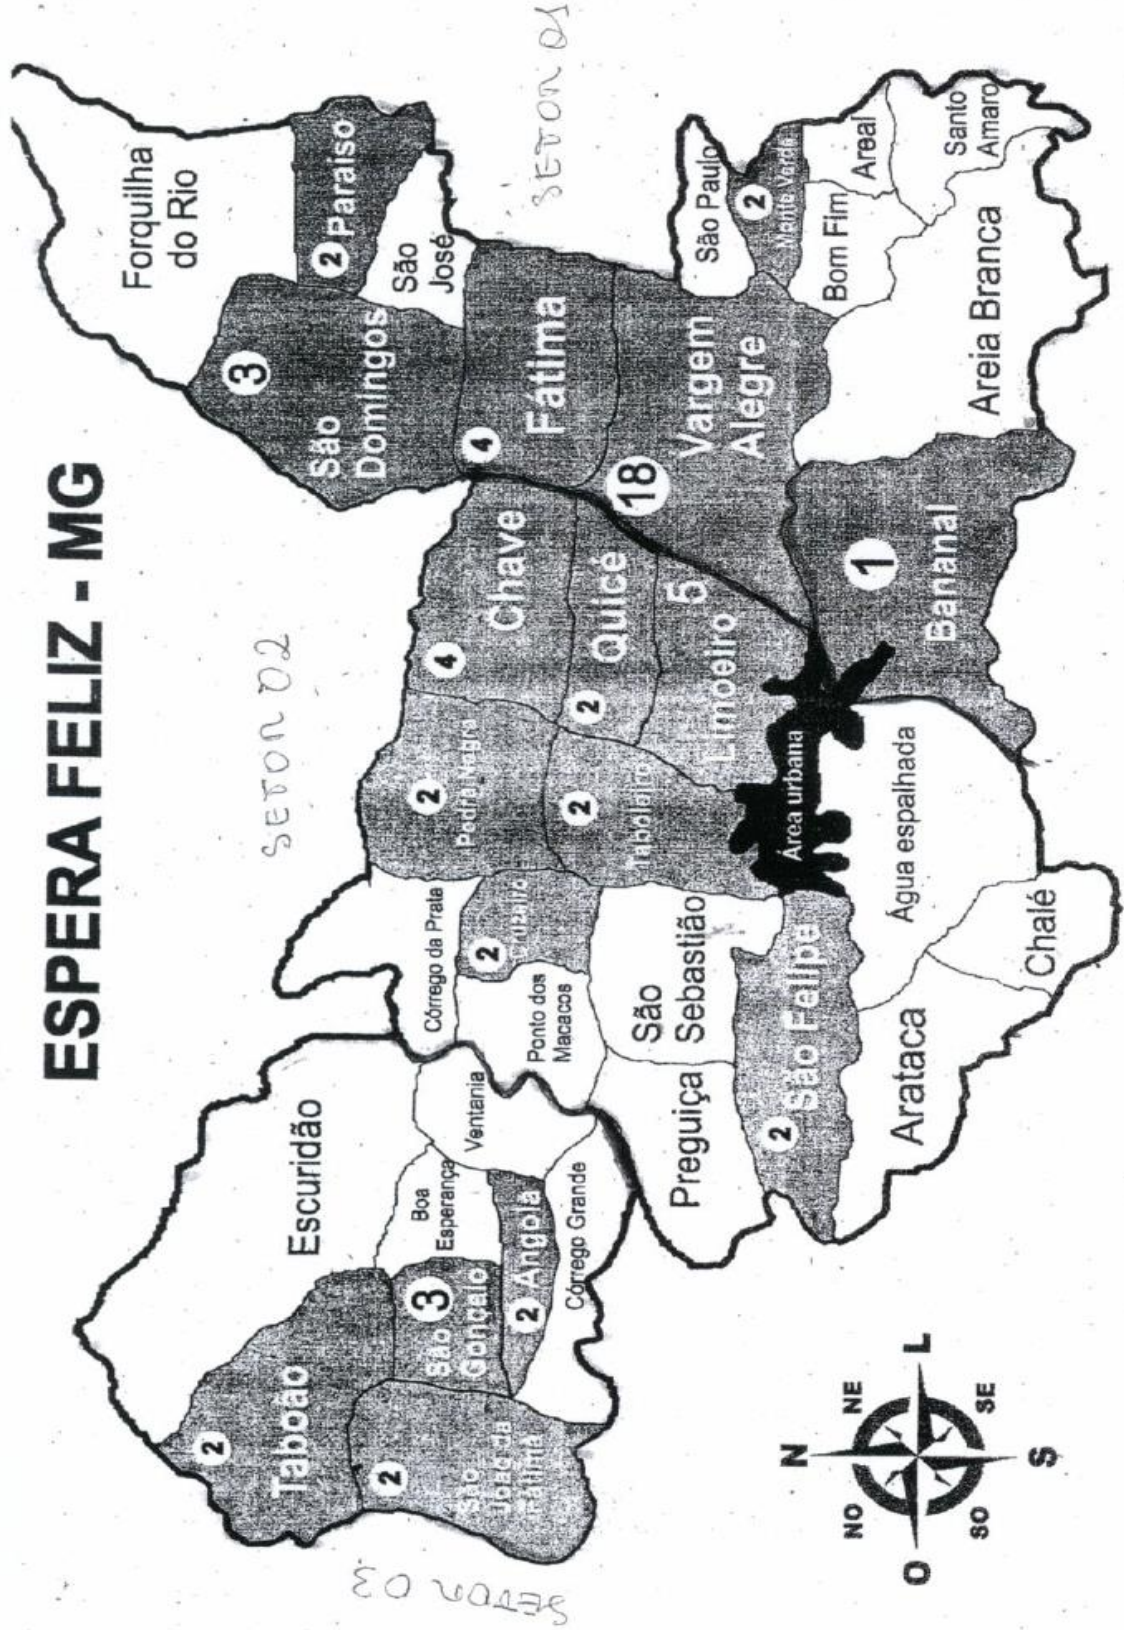 ESPERA FELIZ - MG
SETOR 01
SETOR 02
SETOR 03
Forquilha
do Rio
2 Paraíso
São
José
3
São
Domingos
4
Fátima
18
Vargem
Alegre
São Paulo
2
Monte Verde
Areal
Bom Fim
Santo
Amaro
Areia Branca
1
Bananal
4
Chave
2
Quicé
Limoeiro 5
2
Pedra Negra
2
Taboleiro
Área urbana
Água espalhada
Córrego da Prata
2
Ponto dos
Macacos
São
Sebastião
2 São Felipe
Chalé
Arataca
Preguiça
Ventania
Escuridão
Boa
Esperança
Córrego Grande
2 Angola
3
São
Gonçalo
2
Taboão
2
São
João da
Fátima
N
NE
L
SE
S
SO
O
NO